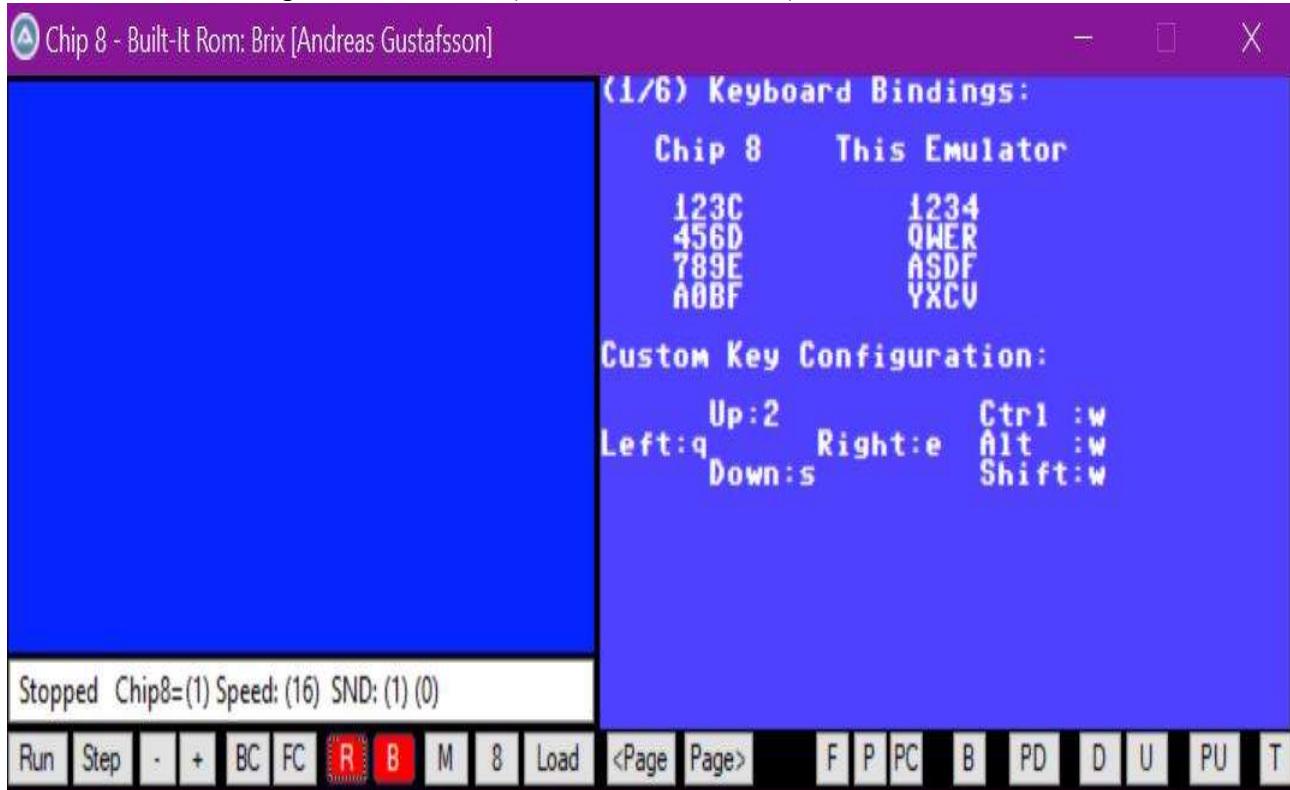 Chip 8 - Built-It Rom: Brix [Andreas Gustafsson]
(1/6) Keyboard Bindings:
Chip 8 This Emulator
123C 1234
456D QWER
789E ASDF
A0BF YXCV
Custom Key Configuration:
Up:2 Ctrl :w
Left:q Right:e Alt :w
Down:s Shift:w
Stopped Chip8=(1) Speed: (16) SND: (1) (0)
Run Step - + BC FC R B M 8 Load <Page Page> F P PC B PD D U PU T